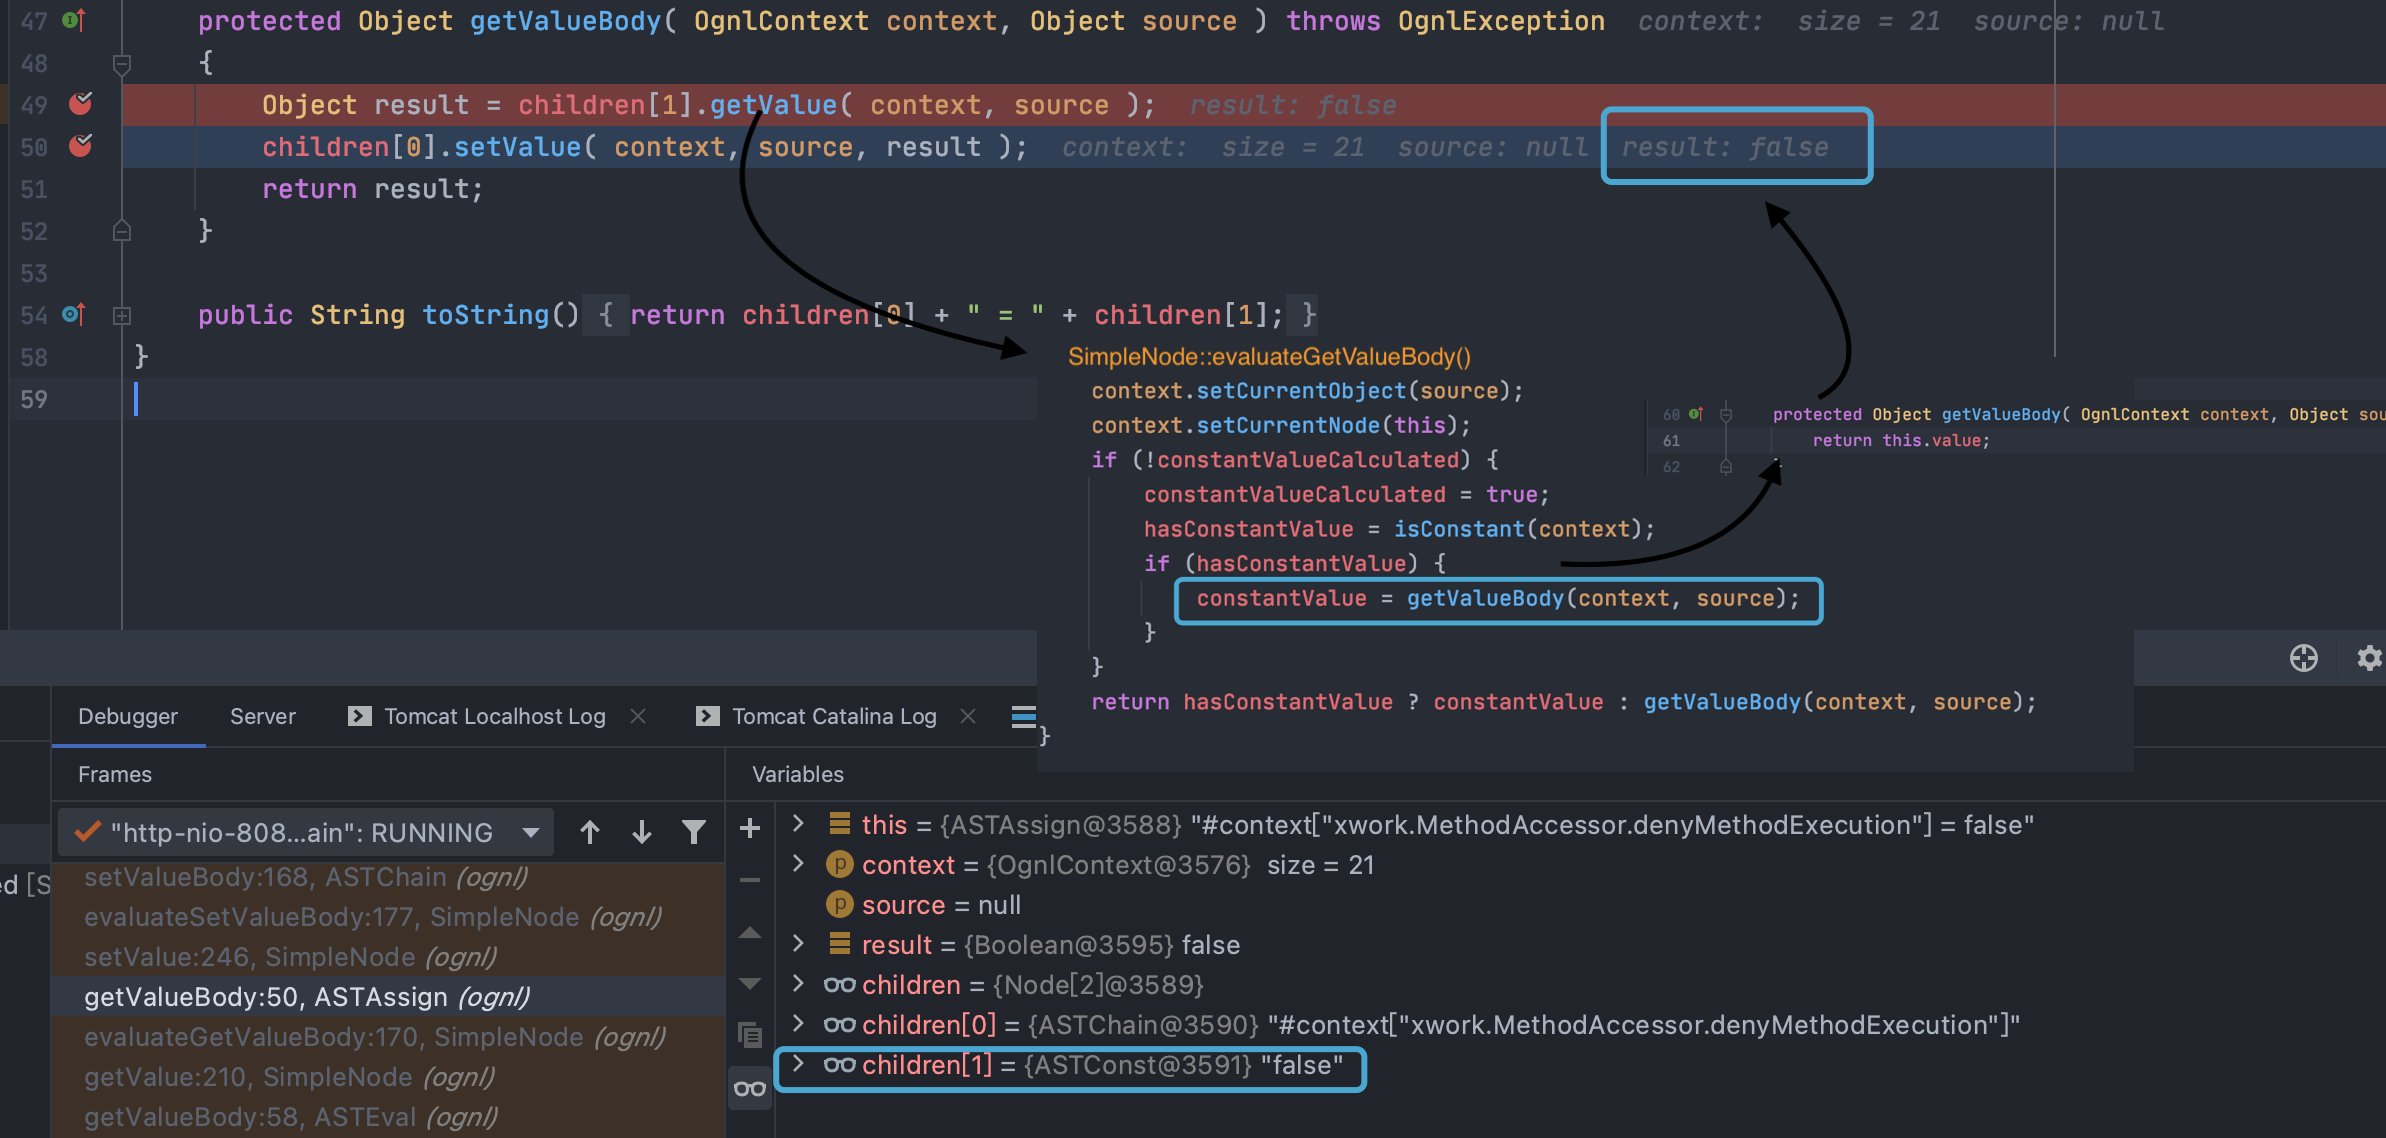 47 protected Object getValueBody( OgnlContext context, Object source ) throws OgnlException context: size = 21 source: null
48 {
49 Object result = children[1].getValue( context, source ); result: false
50 children[0].setValue( context, source, result ); context: size = 21 source: null result: false
51 return result;
52 }
53
54 public String toString() { return children[0] + " = " + children[1]; }
58 }
59
SimpleNode::evaluateGetValueBody()
context.setCurrentObject(source);
context.setCurrentNode(this);
if (!constantValueCalculated) {
constantValueCalculated = true;
hasConstantValue = isConstant(context);
if (hasConstantValue) {
constantValue = getValueBody(context, source);
}
}
return hasConstantValue ? constantValue : getValueBody(context, source);
}
60 protected Object getValueBody( OgnlContext context, Object sou
61 return this.value;
62
Debugger Server Tomcat Localhost Log Tomcat Catalina Log
Frames
Variables
"http-nio-808...ain": RUNNING
ed [S
setValueBody:168, ASTChain (ognl)
evaluateSetValueBody:177, SimpleNode (ognl)
setValue:246, SimpleNode (ognl)
getValueBody:50, ASTAssign (ognl)
evaluateGetValueBody:170, SimpleNode (ognl)
getValue:210, SimpleNode (ognl)
getValueBody:58, ASTEval (ognl)
this = {ASTAssign@3588} "#context["xwork.MethodAccessor.denyMethodExecution"] = false"
context = {OgnlContext@3576} size = 21
source = null
result = {Boolean@3595} false
children = {Node[2]@3589}
children[0] = {ASTChain@3590} "#context["xwork.MethodAccessor.denyMethodExecution"]"
children[1] = {ASTConst@3591} "false"